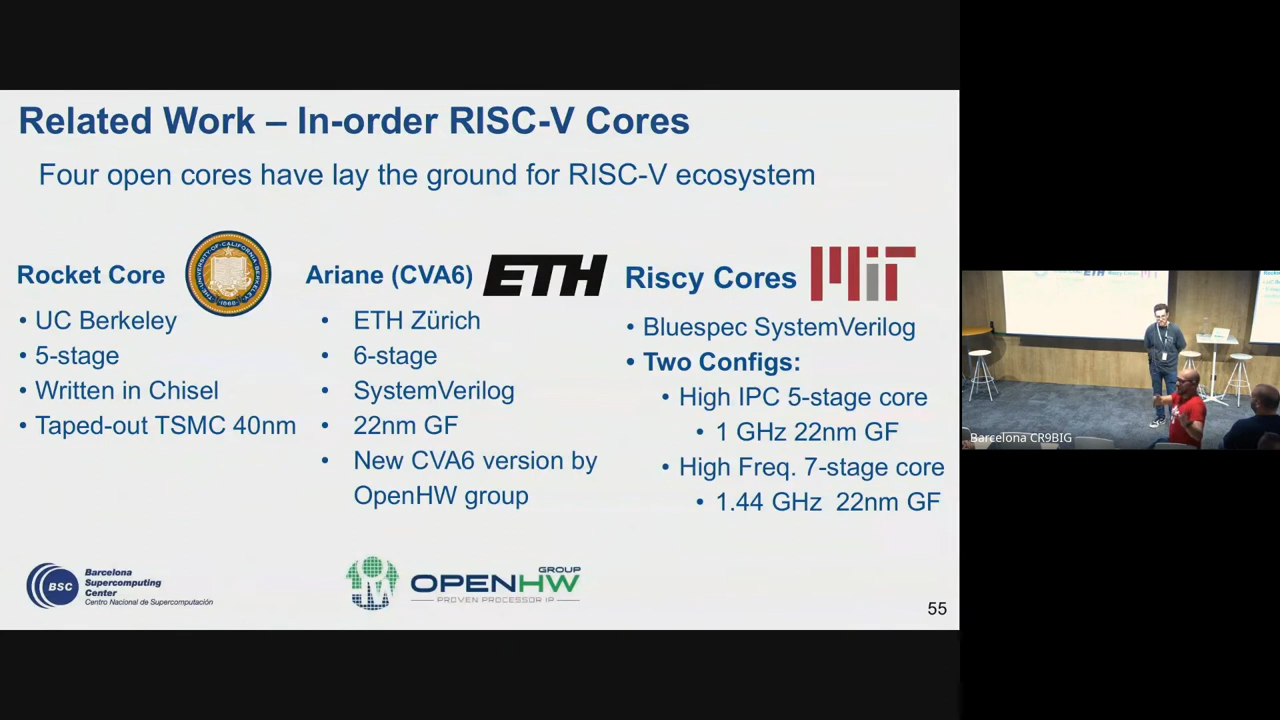 Related Work – In-order RISC-V Cores
Four open cores have lay the ground for RISC-V ecosystem
Rocket Core
• UC Berkeley
• 5-stage
• Written in Chisel
• Taped-out TSMC 40nm
Ariane (CVA6)
ETH
• ETH Zürich
• 6-stage
• SystemVerilog
• 22nm GF
• New CVA6 version by
OpenHW group
Riscy Cores
MIT
• Bluespec SystemVerilog
• Two Configs:
• High IPC 5-stage core
• 1 GHz 22nm GF
• High Freq. 7-stage core
• 1.44 GHz 22nm GF
BSC
Barcelona
Supercomputing
Center
Centro Nacional de Supercomputación
HW
OPENHW
GROUP
PROVEN PROCESSOR IP
55
Barcelona CR9BIG